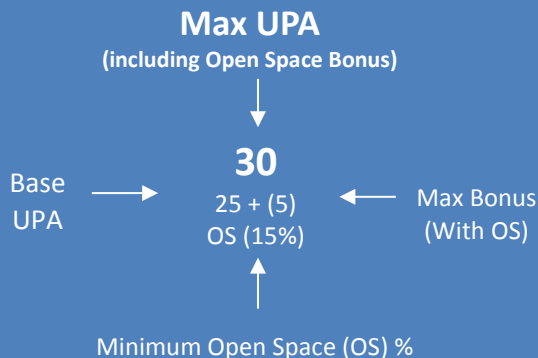 Max UPA
(including Open Space Bonus)
30
Base
UPA
25 + (5)
OS (15%)
Max Bonus
(With OS)
Minimum Open Space (OS) %